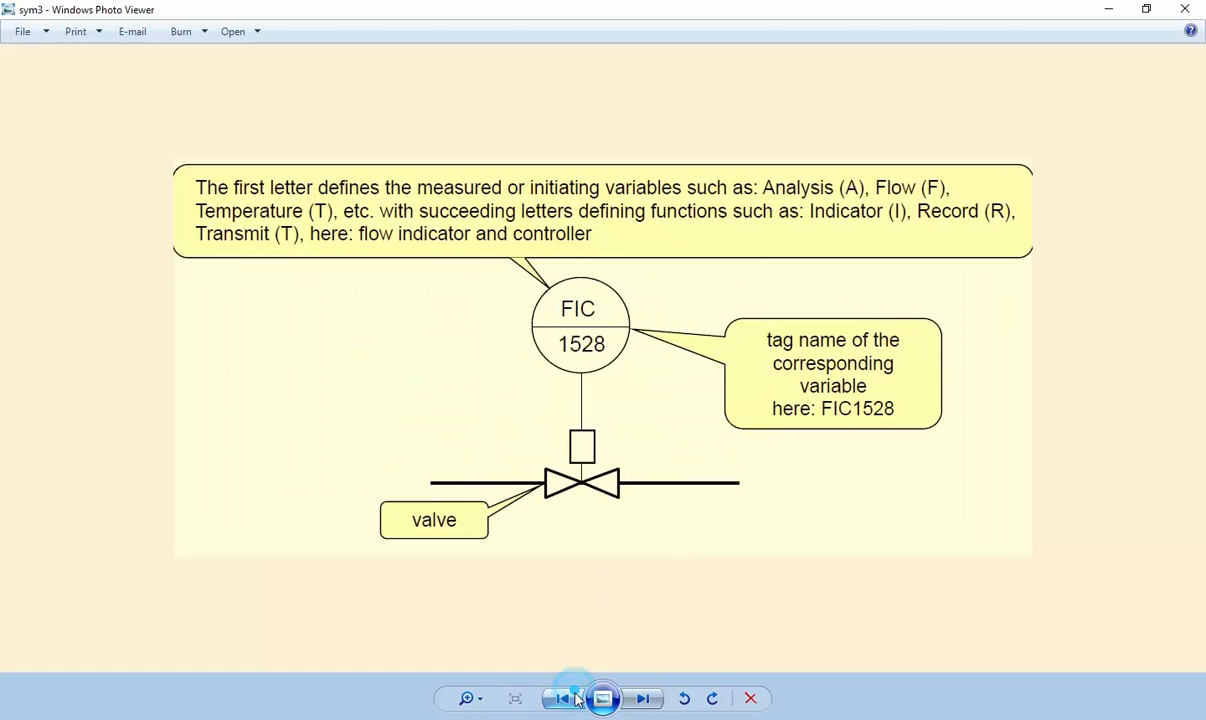 sym3 - Windows Photo Viewer
File Print E-mail Burn Open
The first letter defines the measured or initiating variables such as: Analysis (A), Flow (F),
Temperature (T), etc. with succeeding letters defining functions such as: Indicator (I), Record (R),
Transmit (T), here: flow indicator and controller
FIC
1528
tag name of the
corresponding
variable
here: FIC1528
valve